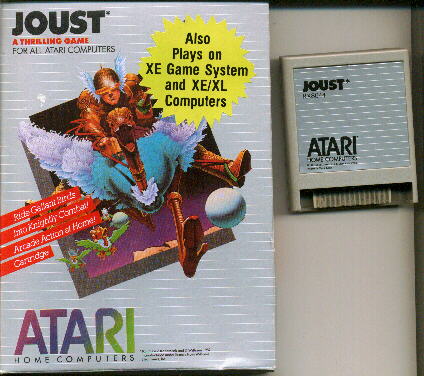 JOUST*
A THRILLING GAME
FOR ALL ATARI COMPUTERS
Also
Plays on
XE Game System
and XE/XL
Computers
Ride Gallant Birds
Into Knightly Combat!
Arcade Action at Home!
Cartridge
ATARI
HOME COMPUTERS
JOUST*
ATARI
HOME COMPUTERS